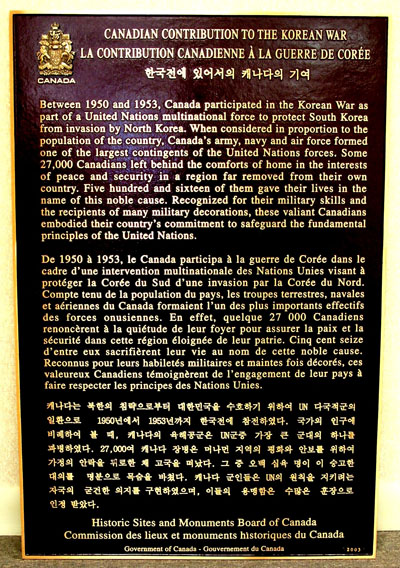 CANADIAN CONTRIBUTION TO THE KOREAN WAR
LA CONTRIBUTION CANADIENNE À LA GUERRE DE CORÉE
한국전에 있어서의 캐나다의 기여
CANADA
Between 1950 and 1953, Canada participated in the Korean War as
part of a United Nations multinational force to protect South Korea
from invasion by North Korea. When considered in proportion to the
population of the country, Canada's army, navy and air force formed
one of the largest contingents of the United Nations forces. Some
27,000 Canadians left behind the comforts of home in the interests
of peace and security in a region far removed from their own
country. Five hundred and sixteen of them gave their lives in the
name of this noble cause. Recognized for their military skills and
the recipients of many military decorations, these valiant Canadians
embodied their country's commitment to safeguard the fundamental
principles of the United Nations.
De 1950 à 1953, le Canada participa à la guerre de Corée dans le
cadre d'une intervention multinationale des Nations Unies visant à
protéger la Corée du Sud d'une invasion par la Corée du Nord.
Compte tenu de la population du pays, les troupes terrestres, navales
et aériennes du Canada formaient l'un des plus importants effectifs
des forces onusiennes. En effet, quelque 27 000 Canadiens
renoncèrent à la quiétude de leur foyer pour assurer la paix et la
sécurité dans cette région éloignée de leur patrie. Cinq cent seize
d'entre eux sacrifièrent leur vie au nom de cette noble cause.
Reconnus pour leurs habiletés militaires et maintes fois décorés, ces
valeureux Canadiens témoignèrent de l'engagement de leur pays à
faire respecter les principes des Nations Unies.
캐나다는 북한의 침략으로부터 대한민국을 수호하기 위하여 UN 다국적군의
일환으로 1950년에서 1953년까지 한국전에 참전하였다. 국가의 인구에
비례하여 볼 때, 캐나다의 육해공군은 UN군중 가장 큰 군대의 하나를
파병하였다. 27,000여 캐나다 장병은 머나먼 지역의 평화와 안보를 위하여
가정의 안락을 뒤로한 채 고국을 떠났다. 그 중 오백 십육 명이 이 숭고한
대의를 명분으로 목숨을 바쳤다. 캐나다 군인들은 UN의 원칙을 지키려는
자국의 굳건한 의지를 구현하였으며, 이들의 용맹함은 수많은 훈장으로
인정 받았다.
Historic Sites and Monuments Board of Canada
Commission des lieux et monuments historiques du Canada
Government of Canada - Gouvernement du Canada
2003